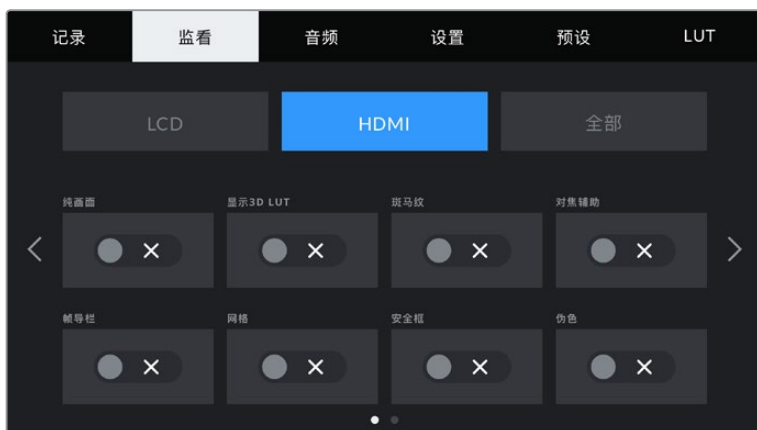 记录 监看 音频 设置 预设 LUT
LCD HDMI 全部
纯画面 显示3D LUT 斑马纹 对焦辅助
帧导栏 网格 安全框 伪色